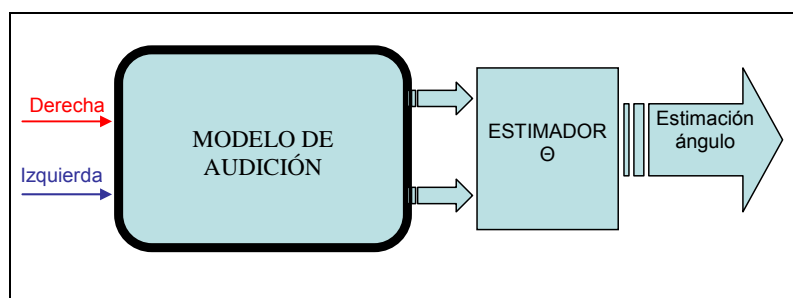 Derecha
Izquierda
MODELO DE
AUDICIÓN
ESTIMADOR
Θ
Estimación
ángulo